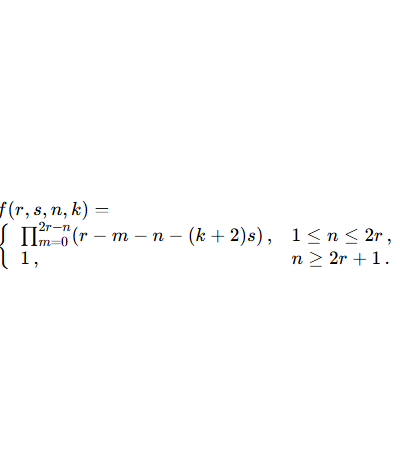 f(r, s, n, k) =
{ ∏_{m=0}^{2r−n} (r − m − n − (k + 2)s) , 1 ≤ n ≤ 2r ,
1 , n ≥ 2r + 1 .